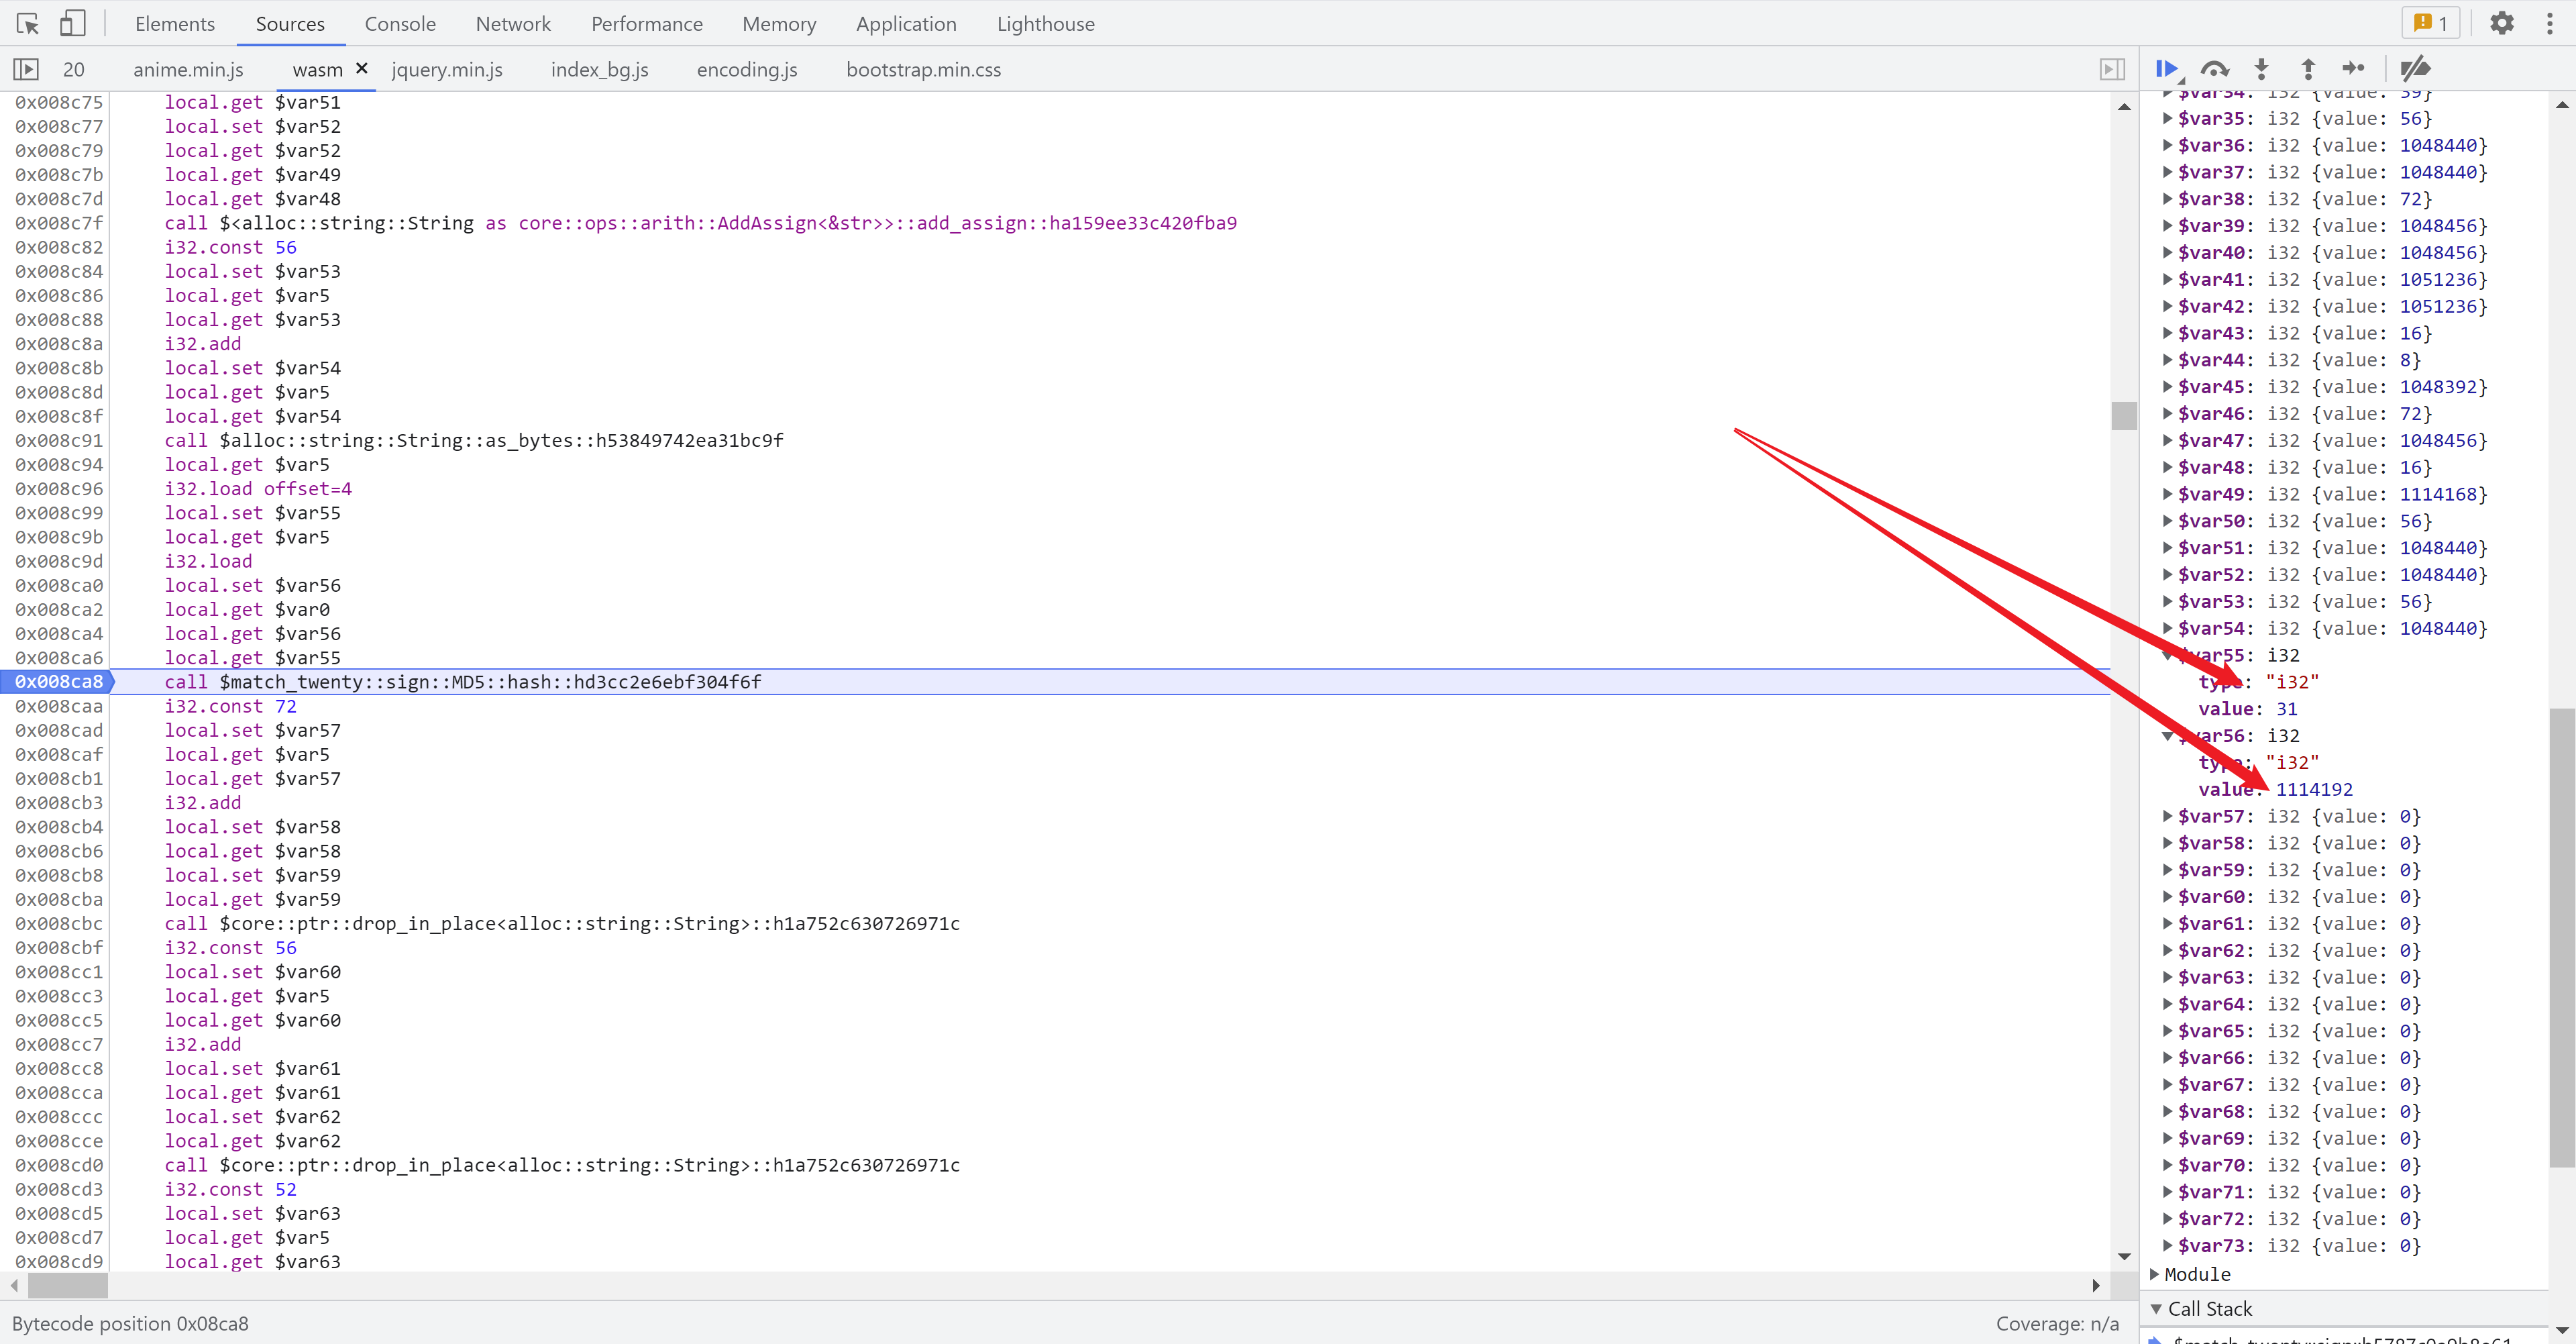 Elements Sources Console Network Performance Memory Application Lighthouse 1
20 anime.min.js wasm × jquery.min.js index_bg.js encoding.js bootstrap.min.css
0x008c75 local.get $var51
0x008c77 local.set $var52
0x008c79 local.get $var52
0x008c7b local.get $var49
0x008c7d local.get $var48
0x008c7f call $<alloc::string::String as core::ops::arith::AddAssign<&str>>::add_assign::ha159ee33c420fba9
0x008c82 i32.const 56
0x008c84 local.set $var53
0x008c86 local.get $var5
0x008c88 local.get $var53
0x008c8a i32.add
0x008c8b local.set $var54
0x008c8d local.get $var5
0x008c8f local.get $var54
0x008c91 call $alloc::string::String::as_bytes::h53849742ea31bc9f
0x008c94 local.get $var5
0x008c96 i32.load offset=4
0x008c99 local.set $var55
0x008c9b local.get $var5
0x008c9d i32.load
0x008ca0 local.set $var56
0x008ca2 local.get $var0
0x008ca4 local.get $var56
0x008ca6 local.get $var55
0x008ca8 call $match_twenty::sign::MD5::hash::hd3cc2e6ebf304f6f
0x008caa i32.const 72
0x008cad local.set $var57
0x008caf local.get $var5
0x008cb1 local.get $var57
0x008cb3 i32.add
0x008cb4 local.set $var58
0x008cb6 local.get $var58
0x008cb8 local.set $var59
0x008cba local.get $var59
0x008cbc call $core::ptr::drop_in_place<alloc::string::String>::h1a752c630726971c
0x008cbf i32.const 56
0x008cc1 local.set $var60
0x008cc3 local.get $var5
0x008cc5 local.get $var60
0x008cc7 i32.add
0x008cc8 local.set $var61
0x008cca local.get $var61
0x008ccc local.set $var62
0x008cce local.get $var62
0x008cd0 call $core::ptr::drop_in_place<alloc::string::String>::h1a752c630726971c
0x008cd3 i32.const 52
0x008cd5 local.set $var63
0x008cd7 local.get $var5
0x008cd9 local.get $var63
Bytecode position 0x08ca8 Coverage: n/a
$var34: i32 {value: 39}
$var35: i32 {value: 56}
$var36: i32 {value: 1048440}
$var37: i32 {value: 1048440}
$var38: i32 {value: 72}
$var39: i32 {value: 1048456}
$var40: i32 {value: 1048456}
$var41: i32 {value: 1051236}
$var42: i32 {value: 1051236}
$var43: i32 {value: 16}
$var44: i32 {value: 8}
$var45: i32 {value: 1048392}
$var46: i32 {value: 72}
$var47: i32 {value: 1048456}
$var48: i32 {value: 16}
$var49: i32 {value: 1114168}
$var50: i32 {value: 56}
$var51: i32 {value: 1048440}
$var52: i32 {value: 1048440}
$var53: i32 {value: 56}
$var54: i32 {value: 1048440}
$var55: i32
type: "i32"
value: 31
$var56: i32
type: "i32"
value: 1114192
$var57: i32 {value: 0}
$var58: i32 {value: 0}
$var59: i32 {value: 0}
$var60: i32 {value: 0}
$var61: i32 {value: 0}
$var62: i32 {value: 0}
$var63: i32 {value: 0}
$var64: i32 {value: 0}
$var65: i32 {value: 0}
$var66: i32 {value: 0}
$var67: i32 {value: 0}
$var68: i32 {value: 0}
$var69: i32 {value: 0}
$var70: i32 {value: 0}
$var71: i32 {value: 0}
$var72: i32 {value: 0}
$var73: i32 {value: 0}
Module
Call Stack